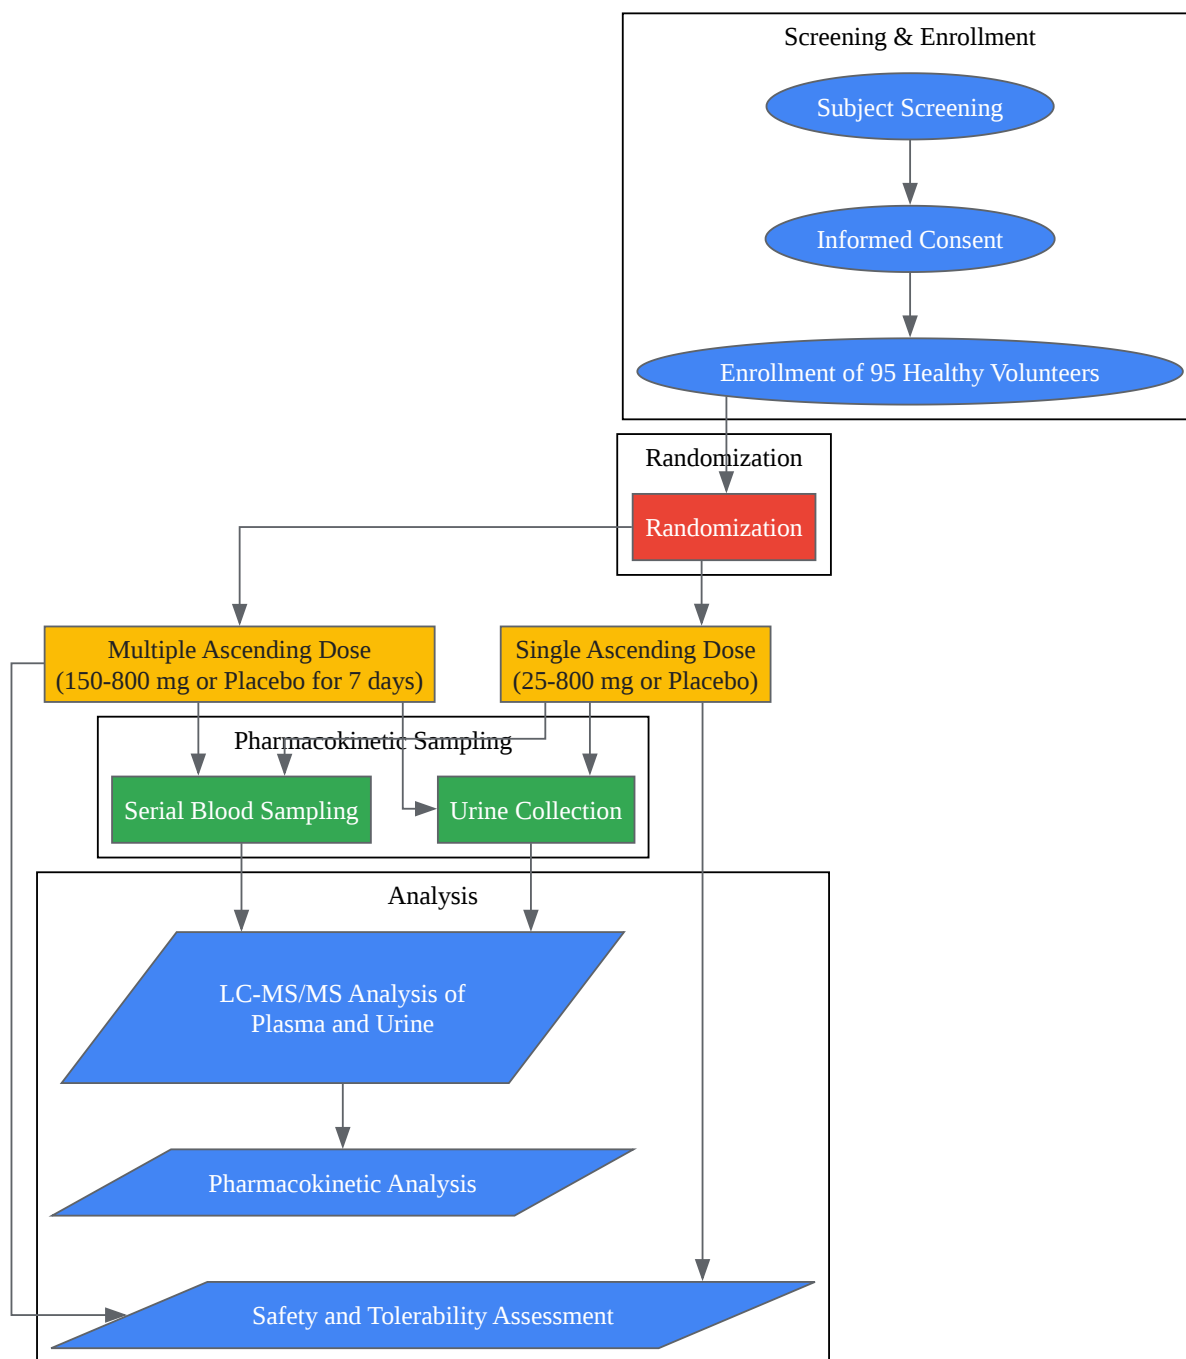 Screening & Enrollment
Subject Screening
Informed Consent
Enrollment of 95 Healthy Volunteers
Randomization
Randomization
Multiple Ascending Dose
(150-800 mg or Placebo for 7 days)
Single Ascending Dose
(25-800 mg or Placebo)
Pharmacokinetic Sampling
Serial Blood Sampling
Urine Collection
Analysis
LC-MS/MS Analysis of
Plasma and Urine
Pharmacokinetic Analysis
Safety and Tolerability Assessment